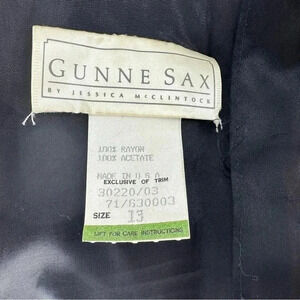 GUNNE SAX
BY JESSICA McCLINTOCK
100% RAYON
100% ACETATE
MADE IN U S A
EXCLUSIVE OF TRIM
30220/03
71/630003
SIZE 13
LIFT FOR CARE INSTRUCTIONS